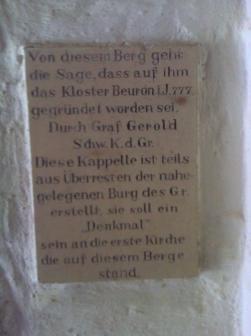 Von diesem Berg geht
die Sage, dass auf ihm
das Kloster Beuron i.J. 777
gegründet worden sei.
Durch Graf Gerold
Schw. K. d. Gr.
Diese Kappelle ist teils
aus Überresten der nahe
gelegenen Burg des Gr.
erstellt, sie soll ein
„Denkmal"
sein an die erste Kirche
die auf diesem Berge
stand.